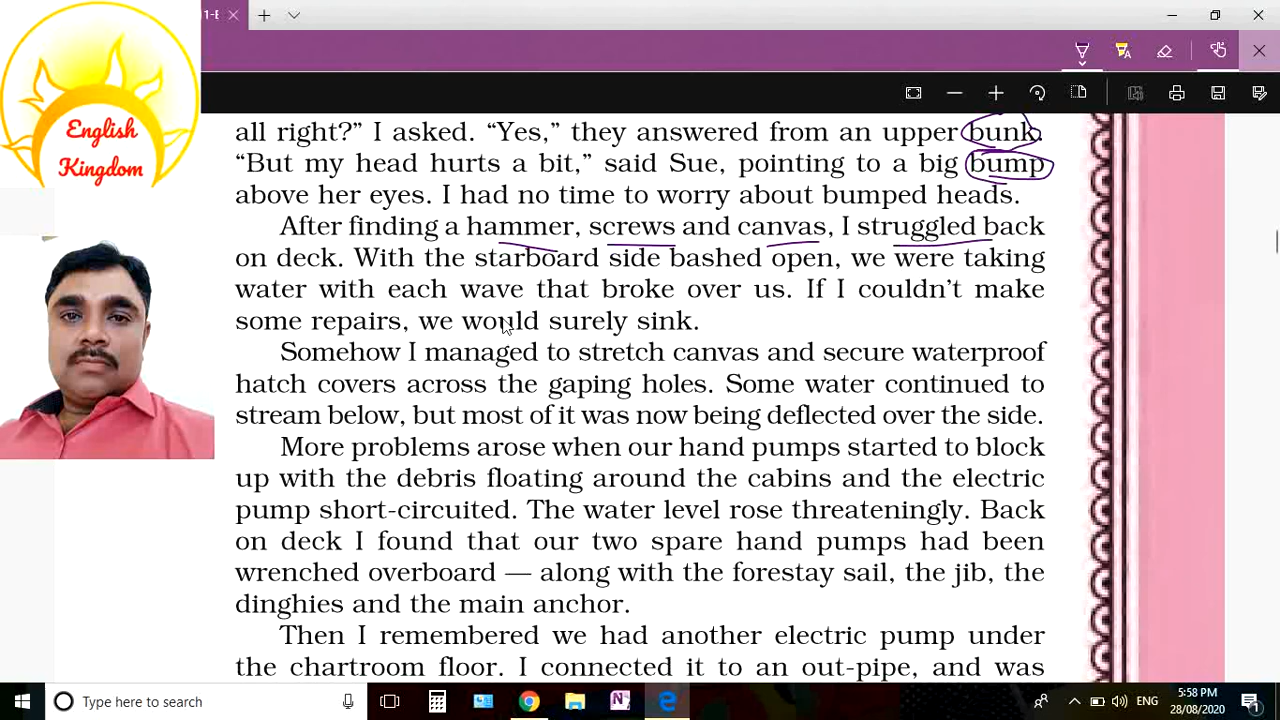 1-E
English
Kingdom
all right?” I asked. “Yes,” they answered from an upper bunk.
“But my head hurts a bit,” said Sue, pointing to a big bump
above her eyes. I had no time to worry about bumped heads.
After finding a hammer, screws and canvas, I struggled back
on deck. With the starboard side bashed open, we were taking
water with each wave that broke over us. If I couldn’t make
some repairs, we would surely sink.
Somehow I managed to stretch canvas and secure waterproof
hatch covers across the gaping holes. Some water continued to
stream below, but most of it was now being deflected over the side.
More problems arose when our hand pumps started to block
up with the debris floating around the cabins and the electric
pump short-circuited. The water level rose threateningly. Back
on deck I found that our two spare hand pumps had been
wrenched overboard — along with the forestay sail, the jib, the
dinghies and the main anchor.
Then I remembered we had another electric pump under
the chartroom floor. I connected it to an out-pipe, and was
Type here to search
ENG
5:58 PM
28/08/2020